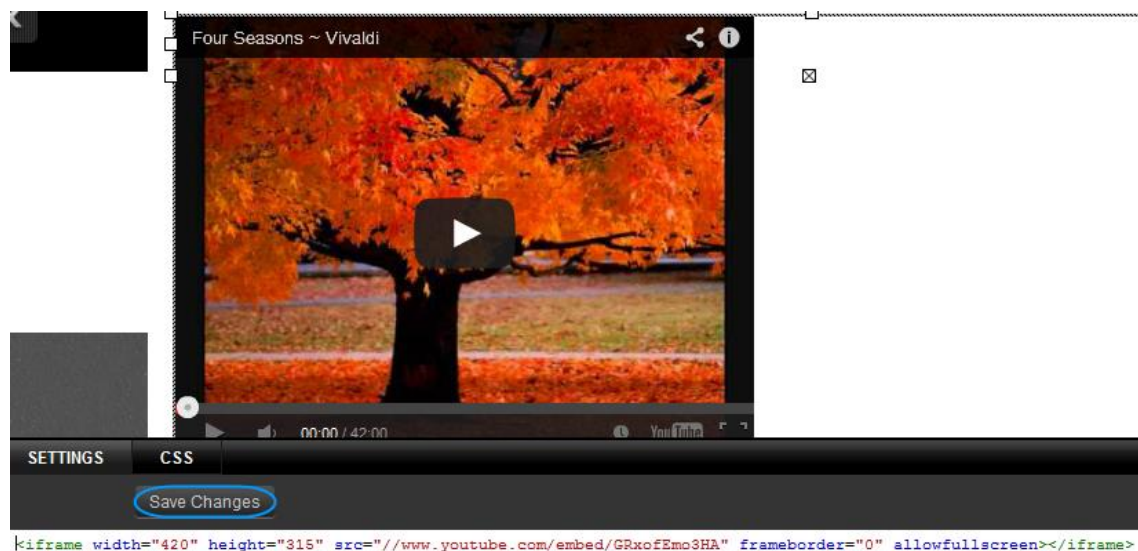 Four Seasons ~ Vivaldi
00:00 / 42:00
YouTube
SETTINGS CSS
Save Changes
<iframe width="420" height="315" src="//www.youtube.com/embed/GRxofEmo3HA" frameborder="0" allowfullscreen></iframe>